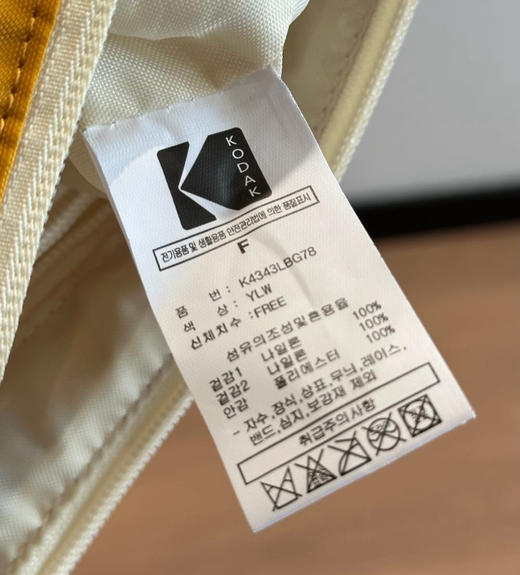 KODAK
전기용품 및 생활용품 안전관리법에 의한 품질표시
F
품 번 : K4343LBG78
색 상 : YLW
신체치수 : FREE
섬유의조성및혼용율
겉감1 나일론 100%
겉감2 나일론 100%
안감 폴리에스터 100%
- 자수,장식,상표,무늬,레이스,
밴드,심지,보강재 제외
취급주의사항